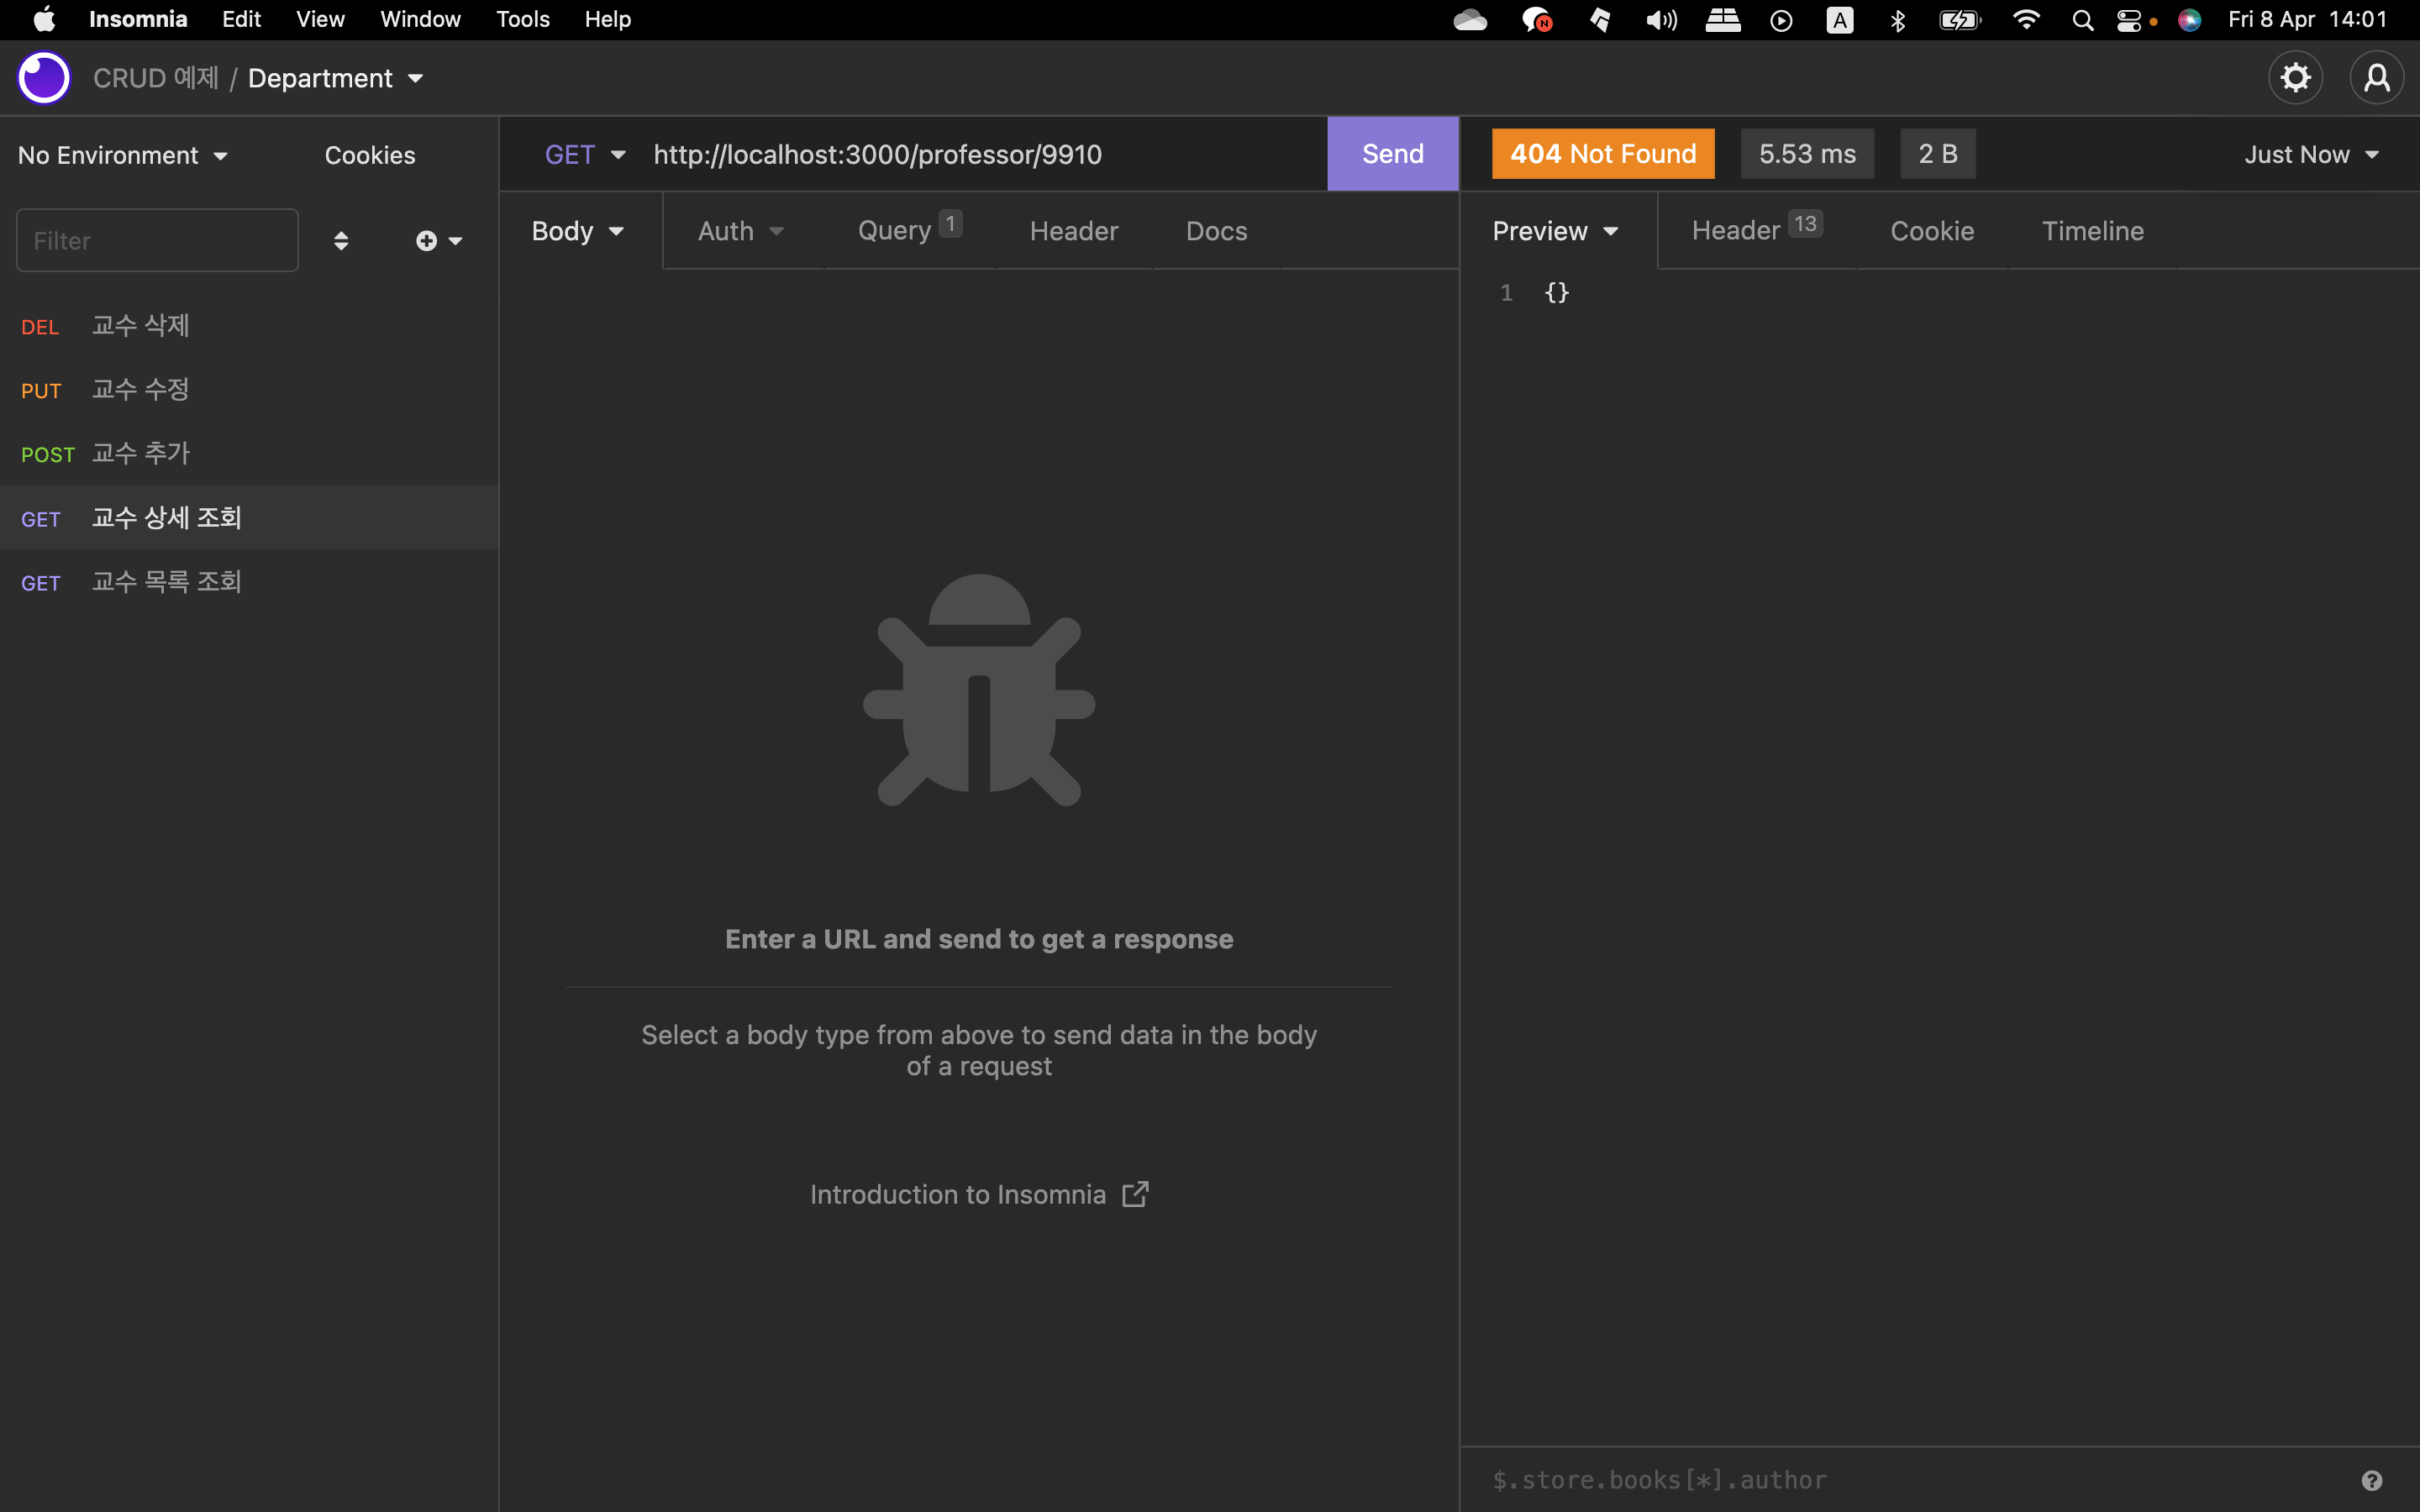 Insomnia Edit View Window Tools Help A Fri 8 Apr 14:01
CRUD 예제 / Department
No Environment Cookies
Filter
DEL 교수 삭제
PUT 교수 수정
POST 교수 추가
GET 교수 상세 조회
GET 교수 목록 조회
GET http://localhost:3000/professor/9910 Send
Body Auth Query 1 Header Docs
Enter a URL and send to get a response
Select a body type from above to send data in the body
of a request
Introduction to Insomnia
404 Not Found 5.53 ms 2 B Just Now
Preview Header 13 Cookie Timeline
1 {}
$.store.books[*].author ?